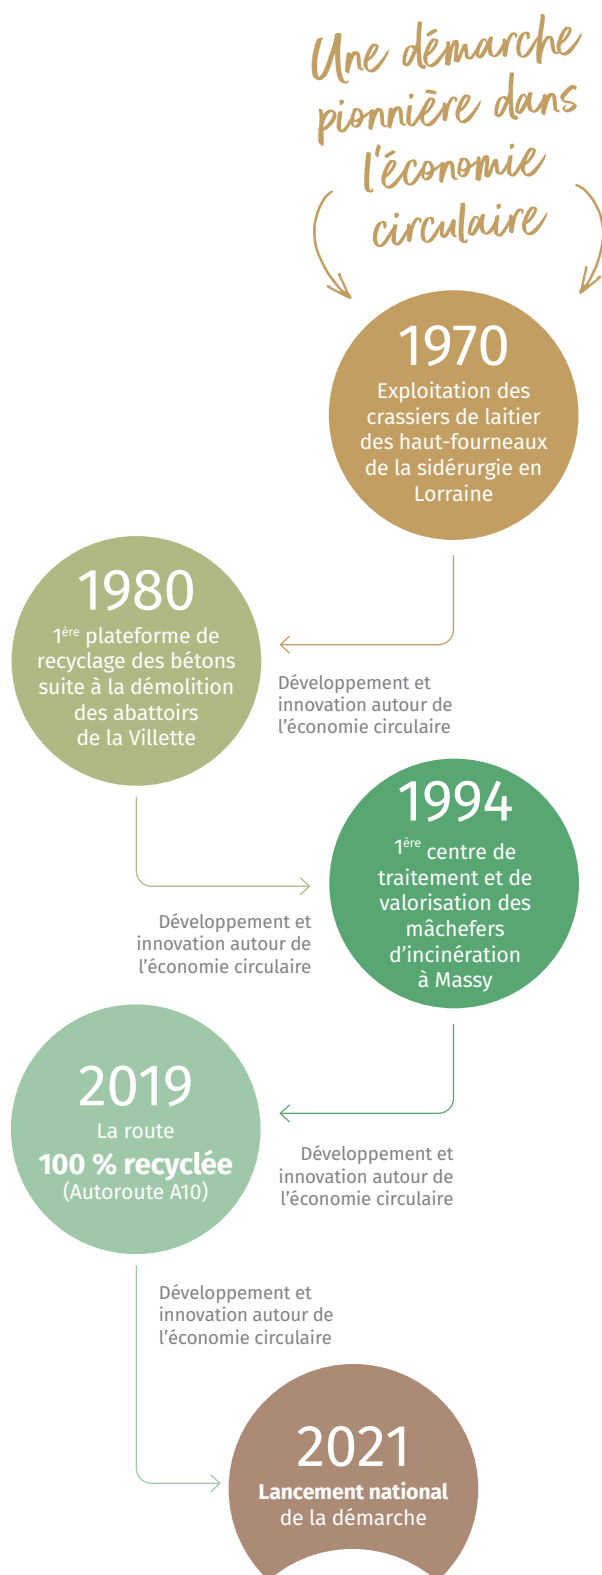 Une démarche
pionnière dans
l'économie
circulaire
1970
Exploitation des
crassiers de laitier
des haut-fourneaux
de la sidérurgie en
Lorraine
1980
1ère plateforme de
recyclage des bétons
suite à la démolition
des abattoirs
de la Villette
Développement et
innovation autour de
l'économie circulaire
1994
1ère centre de
traitement et de
valorisation des
mâchefers
d'incinération
à Massy
Développement et
innovation autour de
l'économie circulaire
2019
La route
100 % recyclée
(Autoroute A10)
Développement et
innovation autour de
l'économie circulaire
Développement et
innovation autour de
l'économie circulaire
2021
Lancement national
de la démarche